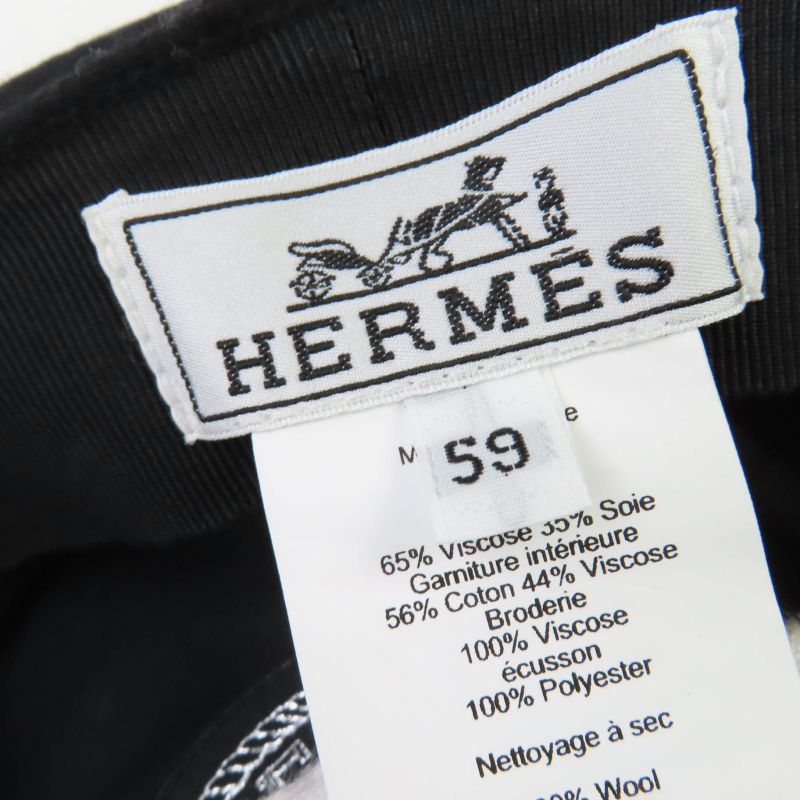 HERMÈS
59
65% Viscose 35% Soie
Garniture intérieure
56% Coton 44% Viscose
Broderie
100% Viscose
écusson
100% Polyester
Nettoyage à sec
Wool